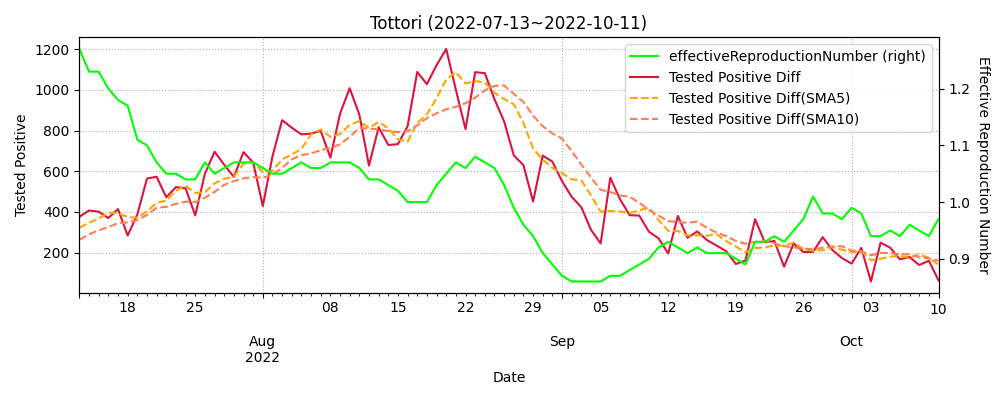 Tottori (2022-07-13~2022-10-11)
effectiveReproductionNumber (right)
Tested Positive Diff
Tested Positive Diff(SMA5)
Tested Positive Diff(SMA10)
Tested Positive
1200
1000
800
600
400
200
Effective Reproduction Number
1.2
1.1
1.0
0.9
18 25 08 15 22 29 05 12 19 26 03 10
Aug Sep Oct
2022
Date